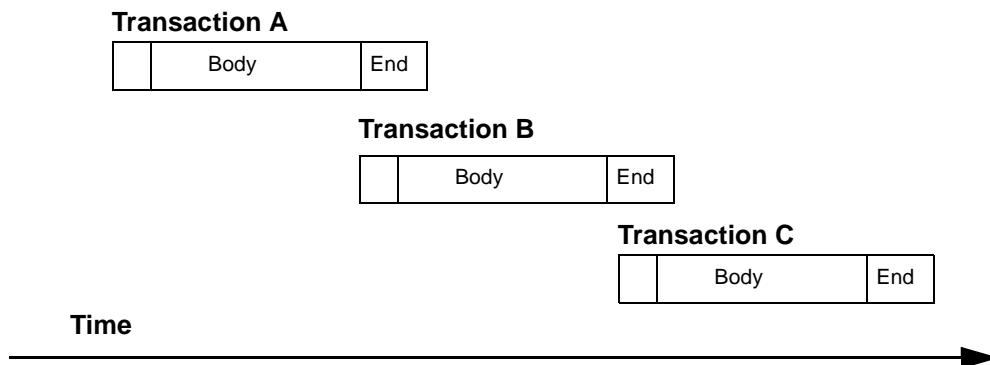 Transaction A
Body End
Transaction B
Body End
Transaction C
Body End
Time